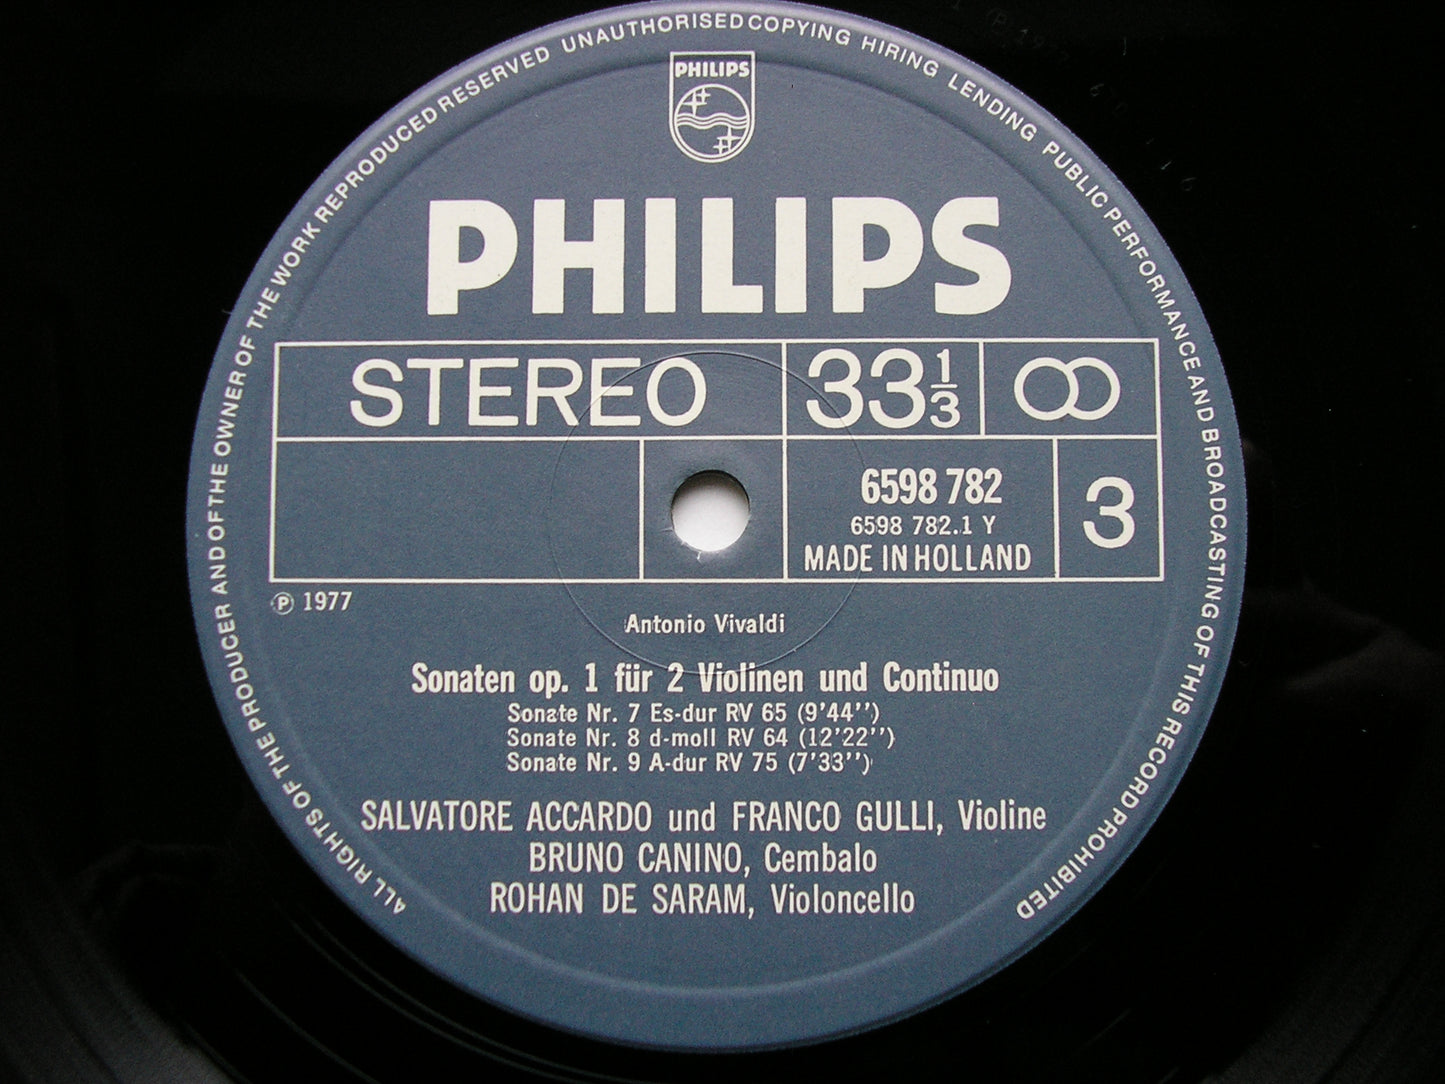 ALL RIGHTS OF THE PRODUCER AND OF THE OWNER OF THE WORK REPRODUCED RESERVED UNAUTHORISED COPYING HIRING LENDING PUBLIC PERFORMANCE AND BROADCASTING OF THIS RECORD PROHIBITED
PHILIPS
PHILIPS
STEREO 33 1/3
6598 782
6598 782.1 Y
MADE IN HOLLAND
3
℗ 1977
Antonio Vivaldi
Sonaten op. 1 für 2 Violinen und Continuo
Sonate Nr. 7 Es-dur RV 65 (9'44'')
Sonate Nr. 8 d-moll RV 64 (12'22'')
Sonate Nr. 9 A-dur RV 75 (7'33'')
SALVATORE ACCARDO und FRANCO GULLI, Violine
BRUNO CANINO, Cembalo
ROHAN DE SARAM, Violoncello